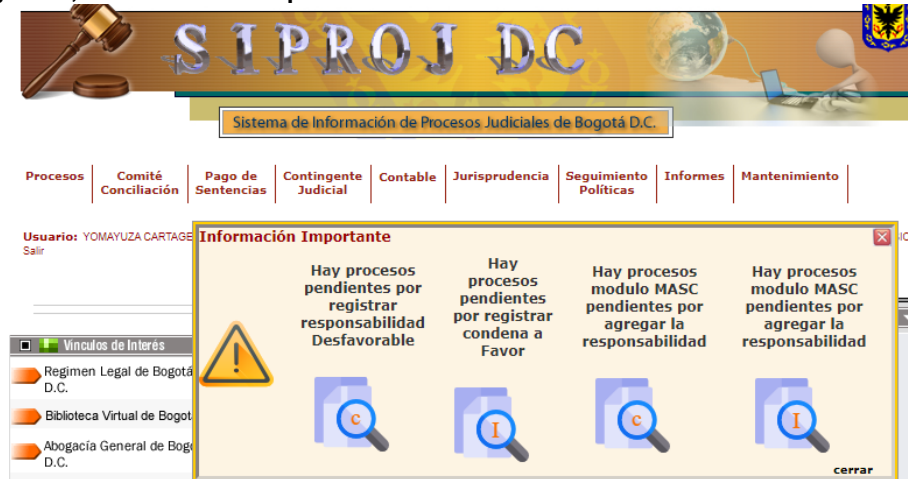 SIPROJ DC
Sistema de Información de Procesos Judiciales de Bogotá D.C.
Procesos
Comité
Conciliación
Pago de
Sentencias
Contingente
Judicial
Contable
Jurisprudencia
Seguimiento
Políticas
Informes
Mantenimiento
Usuario: YOMAYUZA CARTAGE
Salir
Información Importante
Hay procesos
pendientes por
registrar
responsabilidad
Desfavorable
Hay
procesos
pendientes
por registrar
condena a
Favor
Hay procesos
modulo MASC
pendientes por
agregar la
responsabilidad
Hay procesos
modulo MASC
pendientes por
agregar la
responsabilidad
C
I
C
I
cerrar
Vínculos de Interés
Regimen Legal de Bogotá
D.C.
Biblioteca Virtual de Bogot
Abogacía General de Bog
D.C.